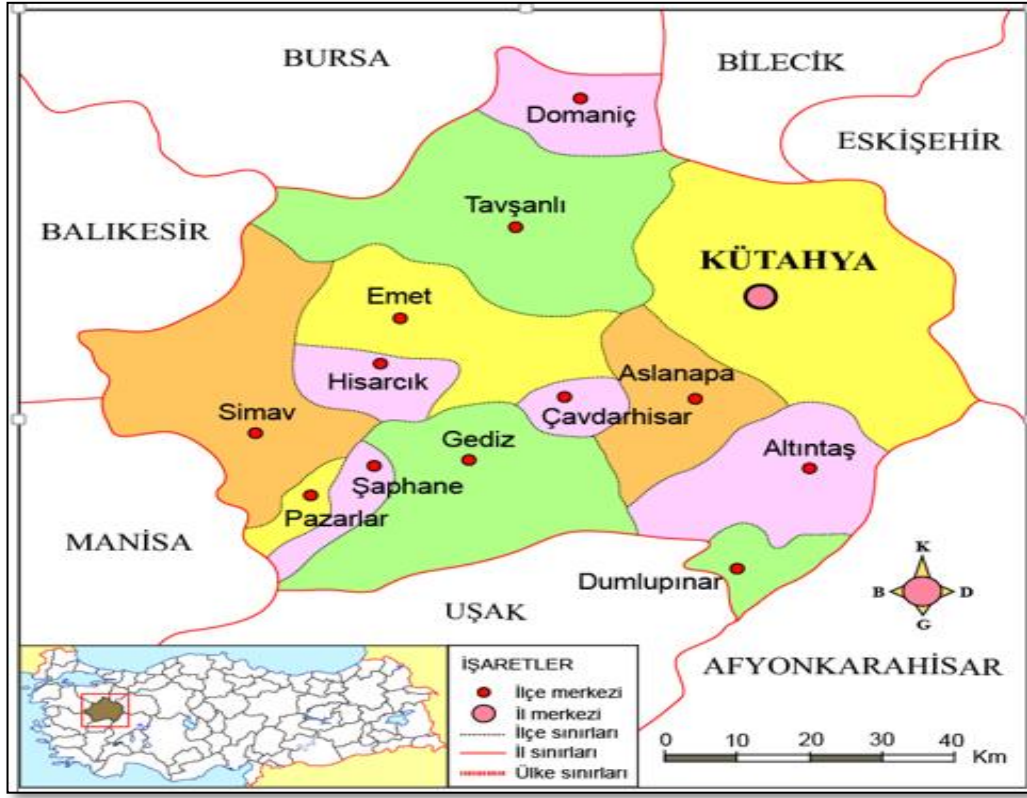 BURSA
BİLECİK
Domaniç
ESKİŞEHİR
Tavşanlı
BALIKESİR
KÜTAHYA
Emet
Hisarcık
Aslanapa
Simav
Çavdarhisar
Gediz
Altıntaş
Şaphane
Pazarlar
MANİSA
Dumlupınar
K
B D
G
UŞAK
AFYONKARAHİSAR
İŞARETLER
İlçe merkezi
İl merkezi
İlçe sınırları
İl sınırları
Ülke sınırları
0 10 20 30 40
Km